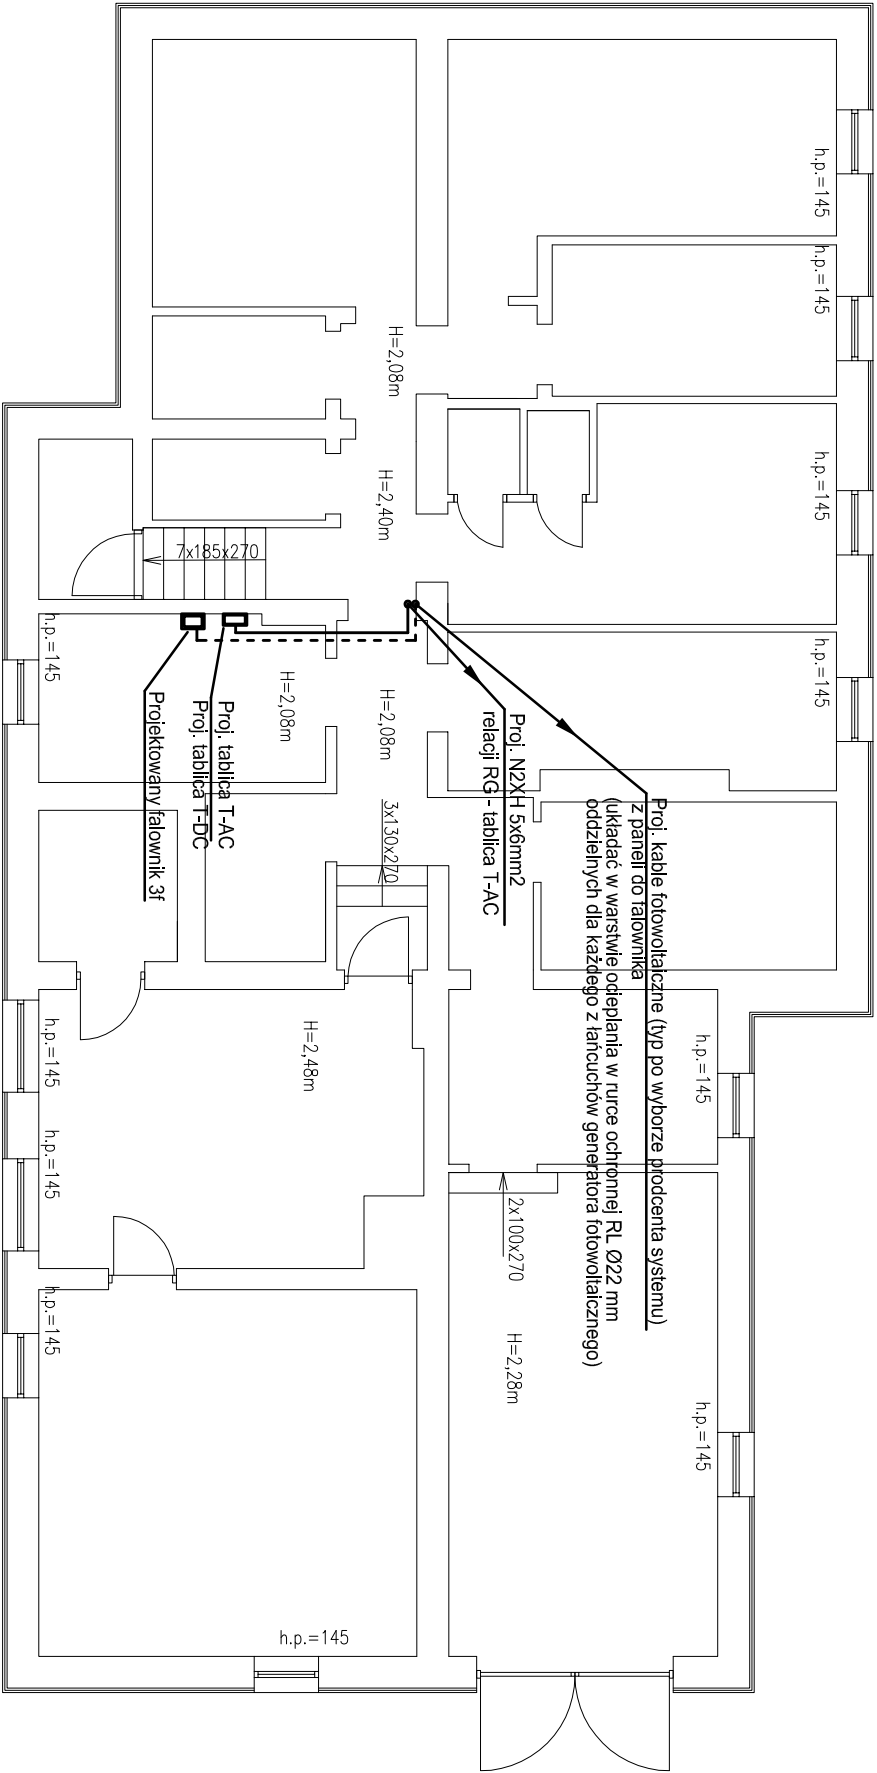 h.p.=145
h.p.=145
h.p.=145
h.p.=145
h.p.=145
h.p.=145
Proj. kable fotowoltaiczne (typ po wyborze prodcenta systemu)
z paneli do falownika
(układać w warstwie ocieplania w rurce ochronnej RL Ø22 mm
oddzielnych dla każdego z łańcuchów generatora fotowoltaicznego)
Proj. N2XH 5x6mm2
relacji RG - tablica T-AC
2x100x270
H=2,28m
H=2,08m
H=2,40m
H=2,08m
3x130x270
H=2,08m
H=2,48m
7x185x270
Proj. tablica T-AC
Proj. tablica T-DC
Projektowany falownik 3f
h.p.=145
h.p.=145
h.p.=145
h.p.=145
h.p.=145